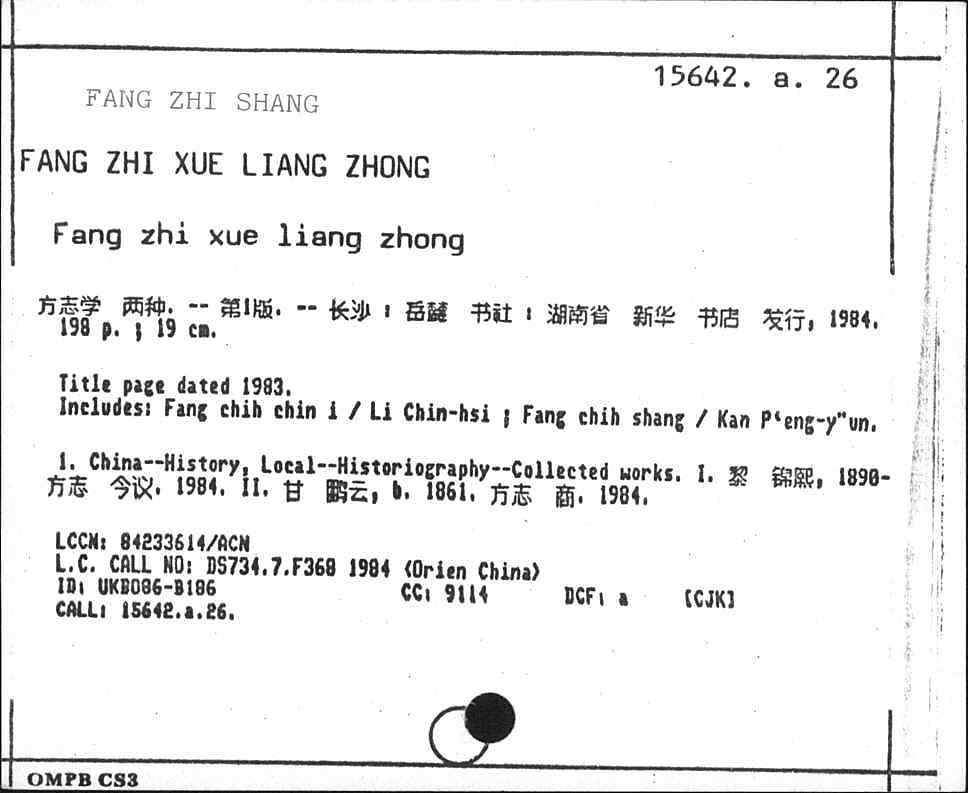 15642. a. 26
FANG ZHI SHANG
FANG ZHI XUE LIANG ZHONG
Fang zhi xue liang zhong
方志学 两种. -- 第1版. -- 长沙 : 岳麓 书社 : 湖南省 新华 书店 发行, 1984.
198 p. ; 19 cm.
Title page dated 1983.
Includes: Fang chih chin i / Li Chin-hsi ; Fang chih shang / Kan P‘eng-y"un.
1. China--History, Local--Historiography--Collected works. I. 黎 锦熙, 1890-
方志 今议. 1984. II. 甘 鹏云, b. 1861. 方志 商. 1984.
LCCN: 84233614/ACN
L.C. CALL NO: DS734.7.F368 1984 <Orien China>
ID: UKB086-B186 CC: 9114 DCF: a [CJK]
CALL: 15642.a.26.
OMPB CS3